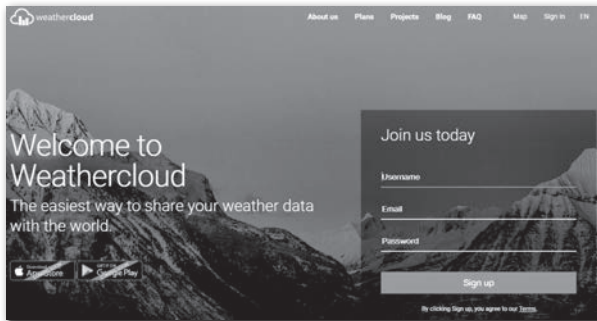 weathercloud
About us Plans Projects Blog FAQ Map Sign in EN
Welcome to
Weathercloud
The easiest way to share your weather data
with the world.
App Store
Google Play
Join us today
Username
Email
Password
Sign up
By clicking Sign up, you agree to our Terms.